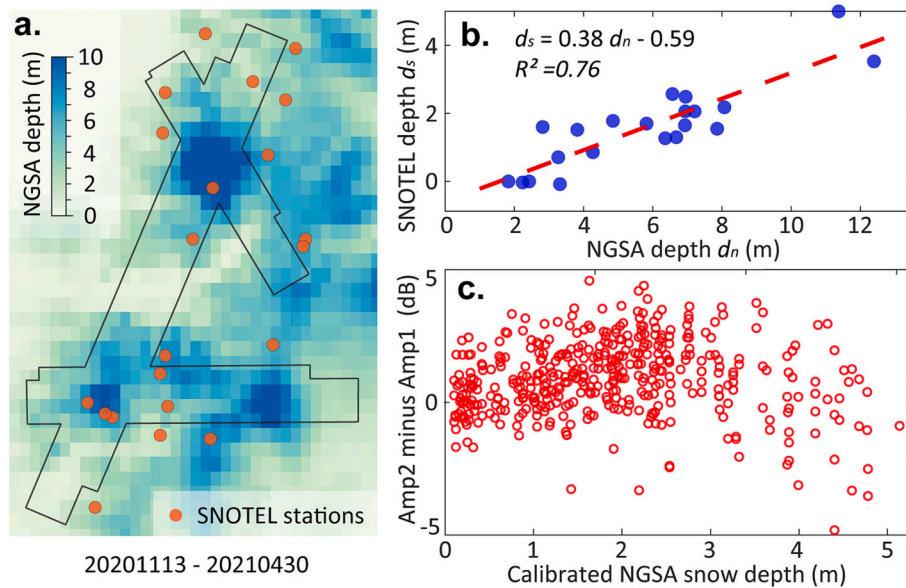 a.
NGSA depth (m)
10
8
6
4
2
0
SNOTEL stations
20201113 - 20210430
b.
dₛ = 0.38 dₙ - 0.59
R² =0.76
SNOTEL depth dₛ
4
2
0
0 2 4 6 8 10 12
NGSA depth dₙ (m)
c.
Amp2 minus Amp1 (dB)
5
0
-5
0 1 2 3 4 5
Calibrated NGSA snow depth (m)